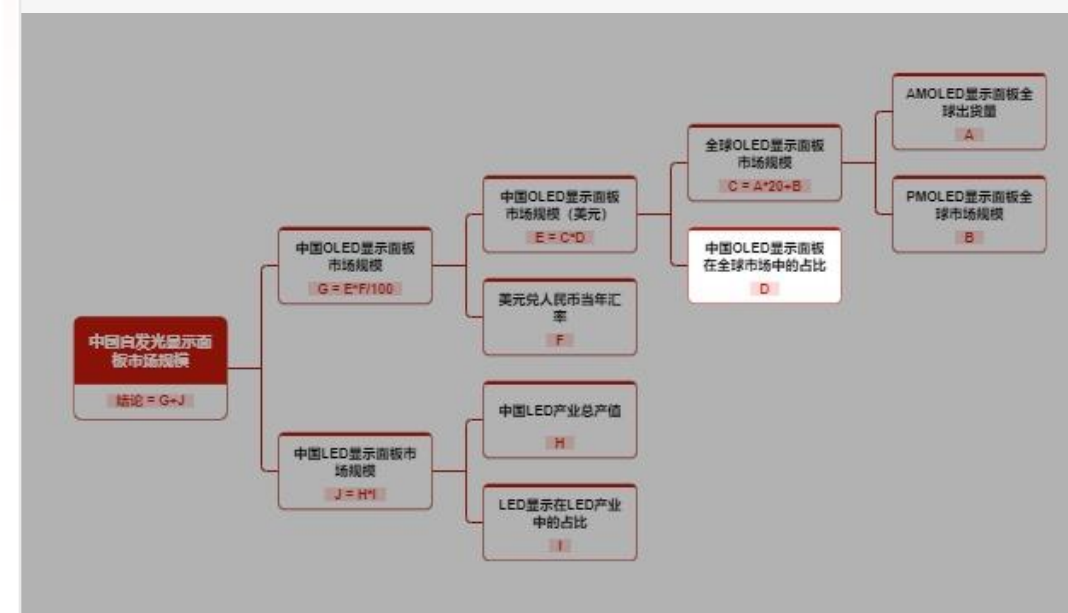 AMOLED显示面板全
球出货量
A
全球OLED显示面板
市场规模
C = A*20+B
PMOLED显示面板全
球市场规模
B
中国OLED显示面板
市场规模（美元）
E = C*D
中国OLED显示面板
在全球市场中的占比
D
中国OLED显示面板
市场规模
G = E*F/100
美元兑人民币当年汇
率
F
中国自发光显示面
板市场规模
结论 = G+J
中国LED产业总产值
H
中国LED显示面板市
场规模
J = H*I
LED显示在LED产业
中的占比
I